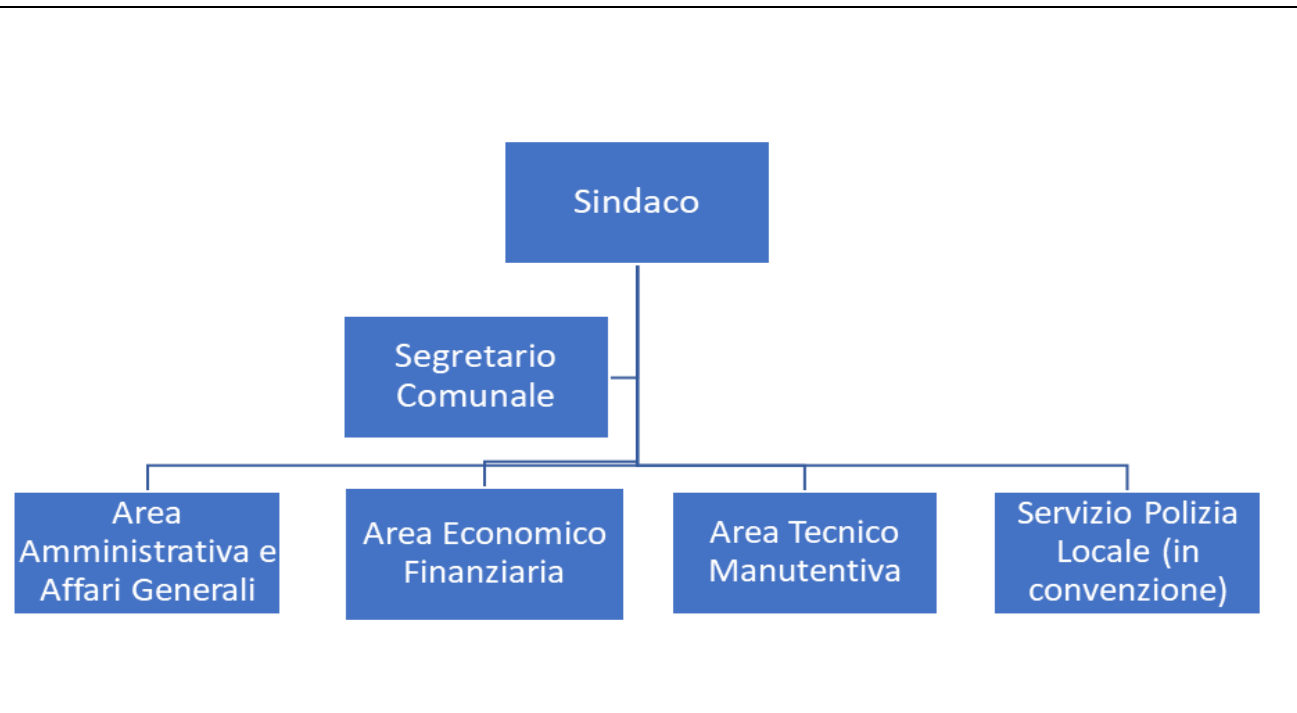 Sindaco
Segretario
Comunale
Area
Amministrativa e
Affari Generali
Area Economico
Finanziaria
Area Tecnico
Manutentiva
Servizio Polizia
Locale (in
convenzione)